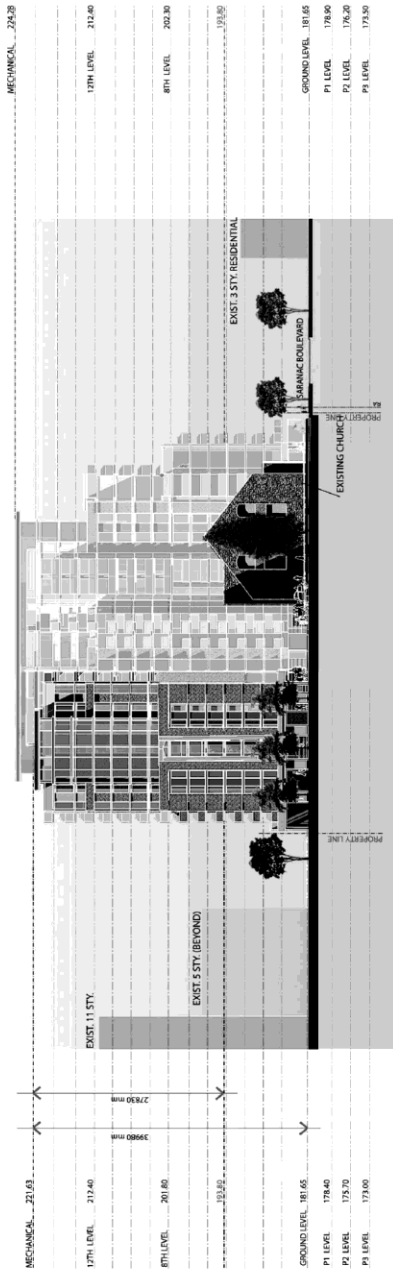 MECHANICAL 221.63
12TH LEVEL 212.40
8TH LEVEL 201.80
193.80
GROUND LEVEL 181.65
P1 LEVEL 178.40
P2 LEVEL 175.70
P3 LEVEL 173.00
27830 mm
39980 mm
EXIST. 11 STY.
EXIST. 5 STY. (BEYOND)
PROPERTY LINE
EXISTING CHURCH
PROPERTY LINE
SARANAC BOULEVARD
EXIST. 3 STY. RESIDENTIAL
MECHANICAL 224.28
12TH LEVEL 212.40
8TH LEVEL 202.30
193.80
GROUND LEVEL 181.65
P1 LEVEL 178.90
P2 LEVEL 176.20
P3 LEVEL 173.50